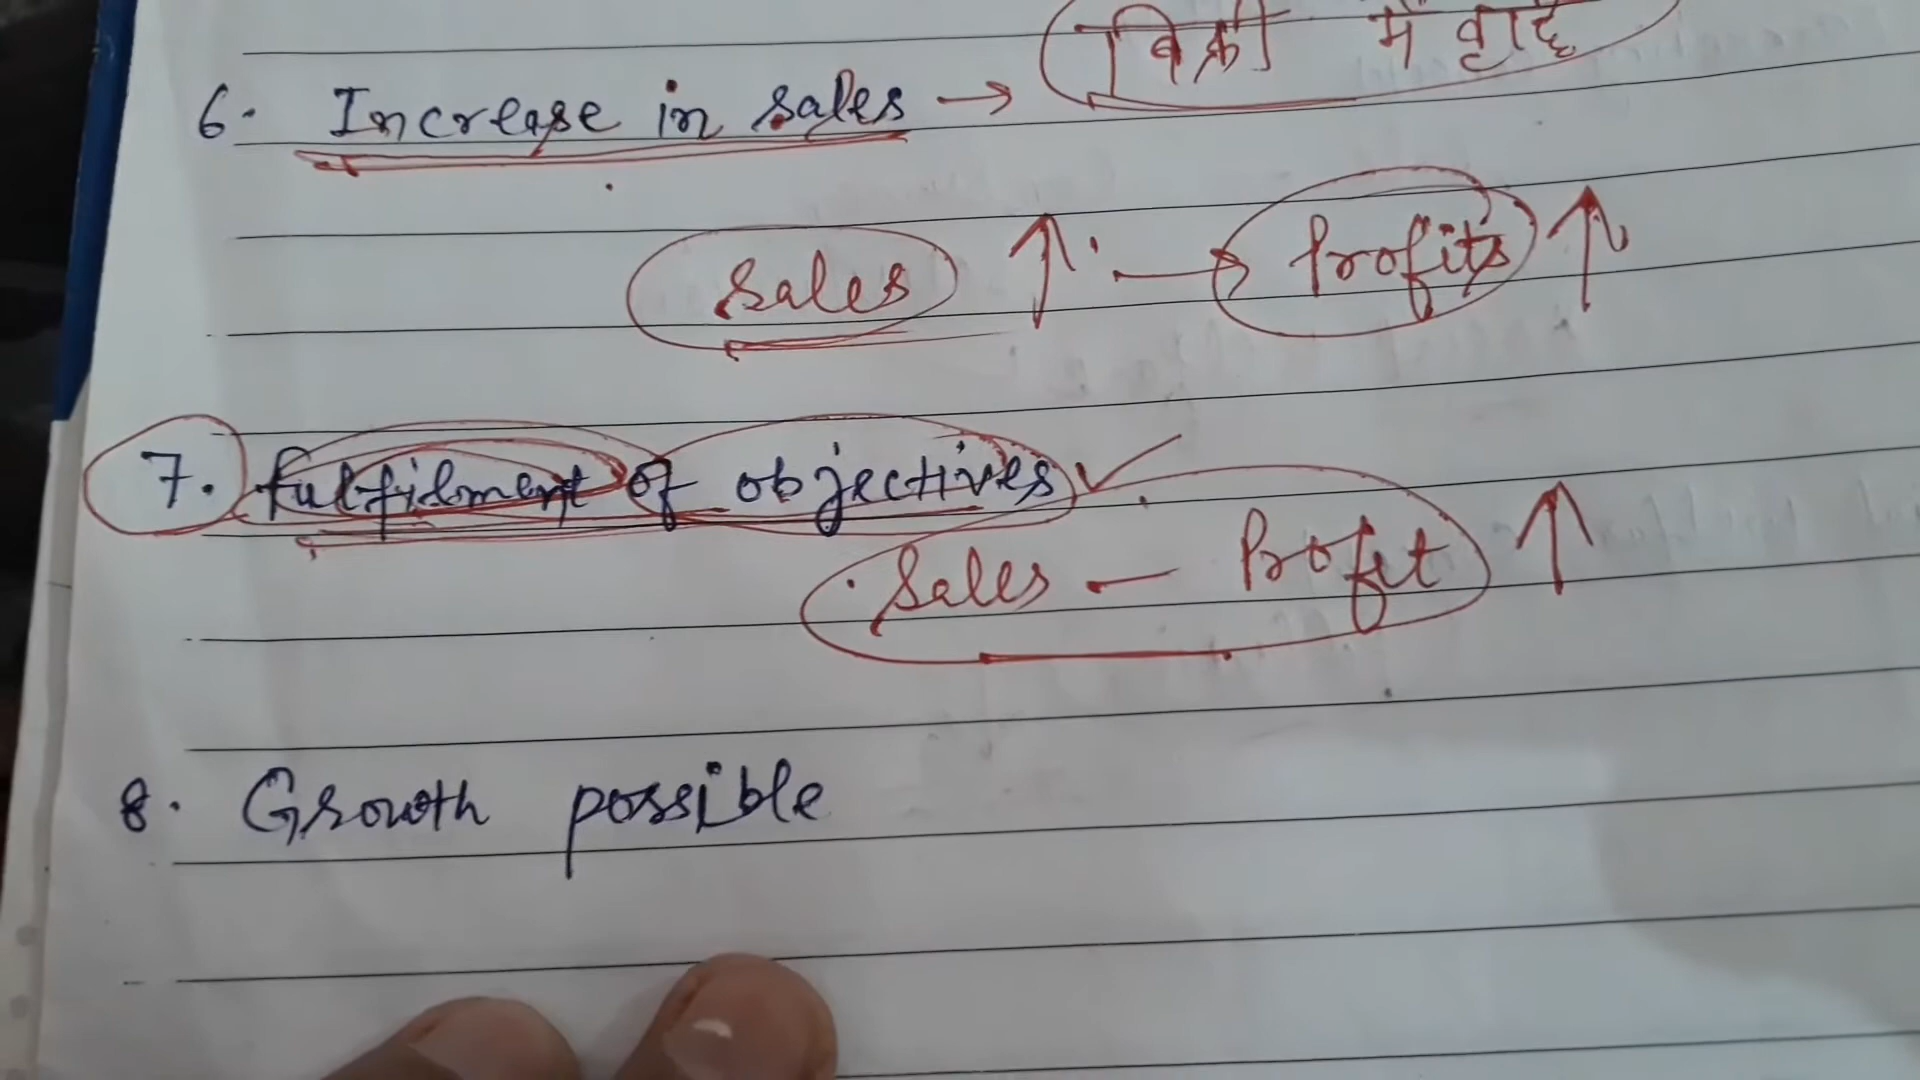 6. Increase in sales → बिक्री में वृद्धि
Sales ↑ → Profits ↑
7. fulfilment of objectives ✓
Sales — Profit ↑
8. Growth possible